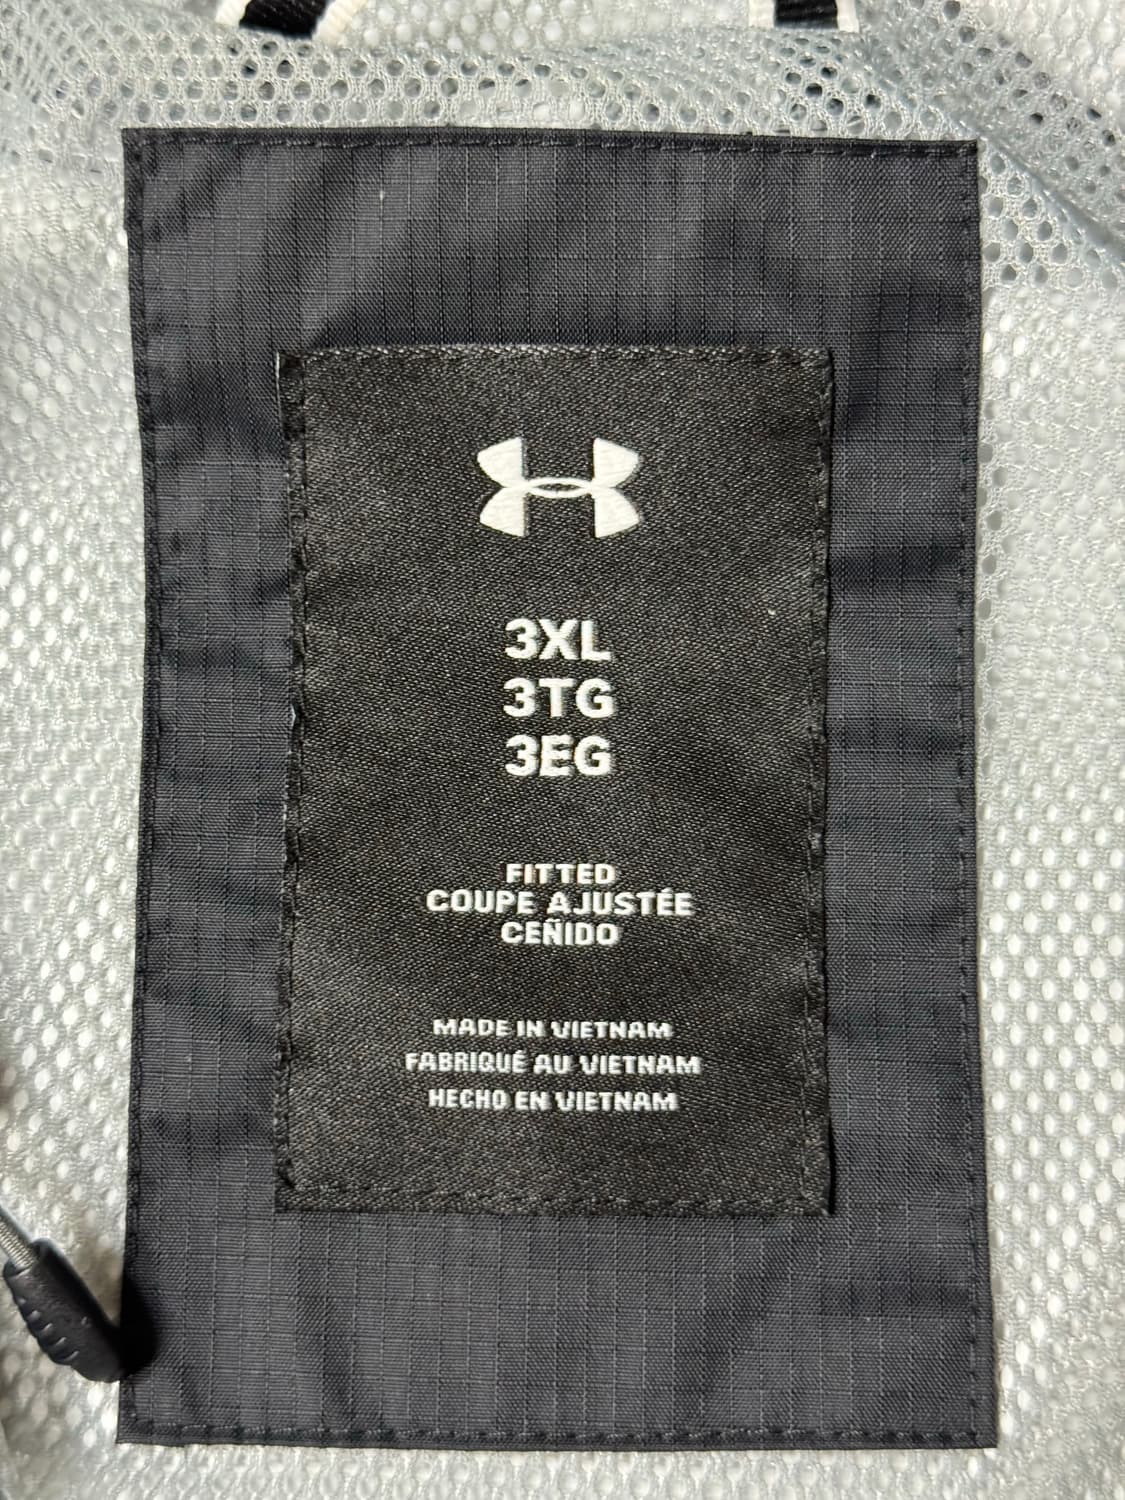 3XL
3TG
3EG
FITTED
COUPE AJUSTÉE
CEÑIDO
MADE IN VIETNAM
FABRIQUÉ AU VIETNAM
HECHO EN VIETNAM